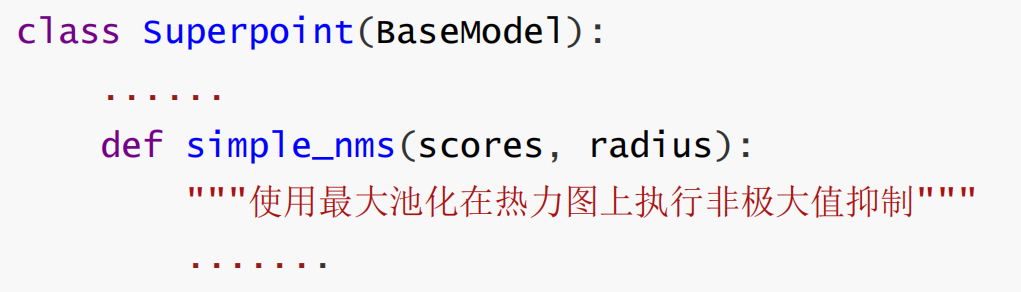 class Superpoint(BaseModel):
......
def simple_nms(scores, radius):
"""使用最大池化在热力图上执行非极大值抑制"""
.......